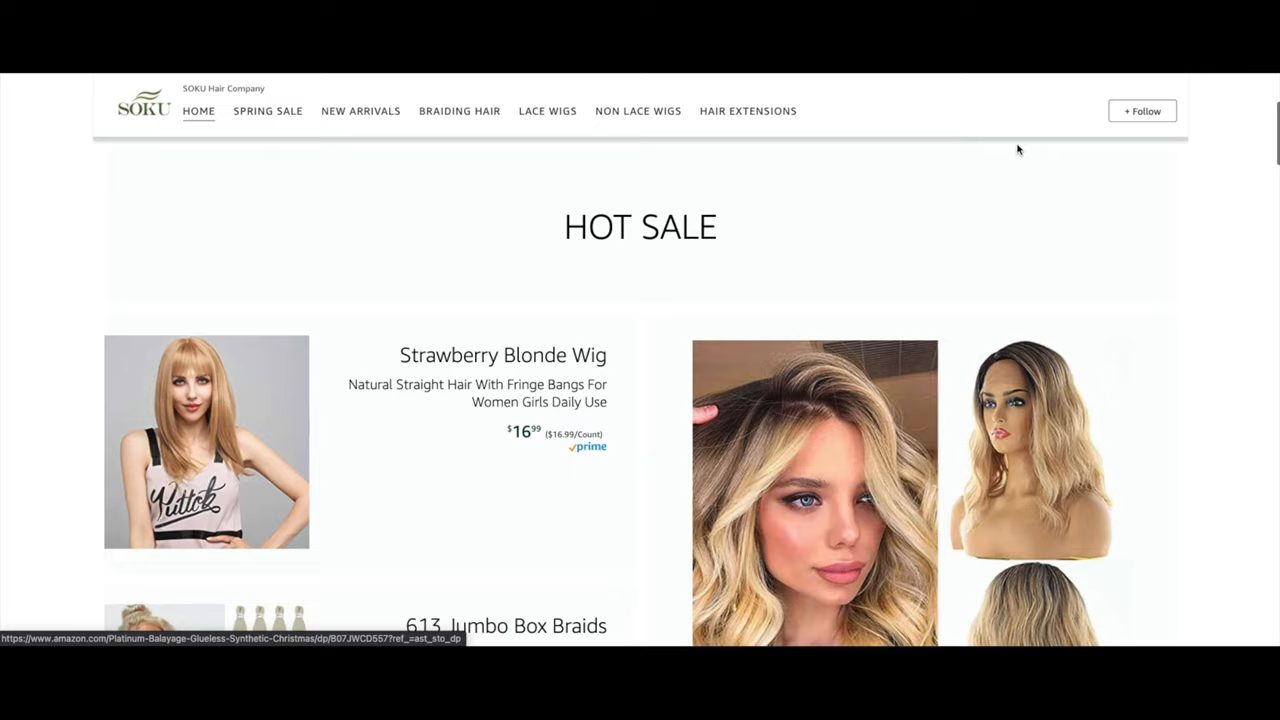 SOKU Hair Company
SOKU
HOME SPRING SALE NEW ARRIVALS BRAIDING HAIR LACE WIGS NON LACE WIGS HAIR EXTENSIONS
+ Follow
HOT SALE
Strawberry Blonde Wig
Natural Straight Hair With Fringe Bangs For
Women Girls Daily Use
$16.99 ($16.99/Count)
prime
Wuttok
613 Jumbo Box Braids
https://www.amazon.com/Platinum-Balayage-Glueless-Synthetic-Christmas/dp/B07JWCD557?ref_=ast_sto_dp